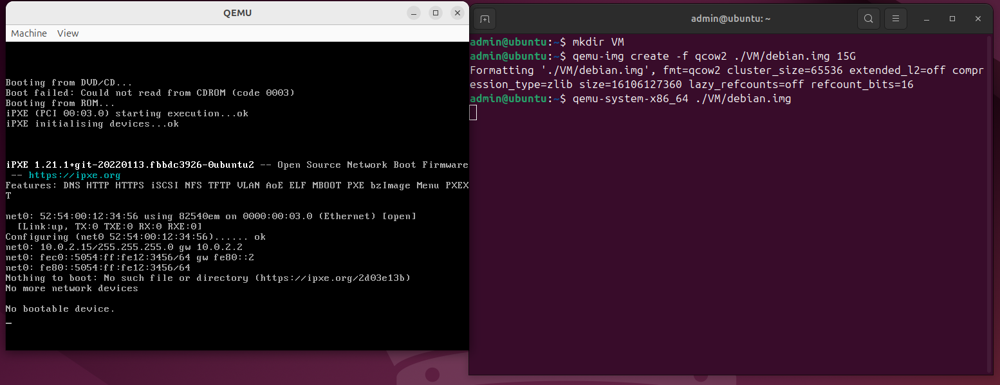 QEMU
Machine View
Booting from DVD/CD...
Boot failed: Could not read from CDROM (code 0003)
Booting from ROM...
iPXE (PCI 00:03.0) starting execution...ok
iPXE initialising devices...ok
iPXE 1.21.1+git-20220113.fbbdc3926-0ubuntu2 -- Open Source Network Boot Firmware
-- https://ipxe.org
Features: DNS HTTP HTTPS iSCSI NFS TFTP VLAN AoE ELF MBOOT PXE bzImage Menu PXEX
T
net0: 52:54:00:12:34:56 using 82540em on 0000:00:03.0 (Ethernet) [open]
[Link:up, TX:0 TXE:0 RX:0 RXE:0]
Configuring (net0 52:54:00:12:34:56)...... ok
net0: 10.0.2.15/255.255.255.0 gw 10.0.2.2
net0: fec0::5054:ff:fe12:3456/64 gw fe80::2
net0: fe80::5054:ff:fe12:3456/64
Nothing to boot: No such file or directory (https://ipxe.org/2d03e13b)
No more network devices
No bootable device.
admin@ubuntu: ~
admin@ubuntu:~$ mkdir VM
admin@ubuntu:~$ qemu-img create -f qcow2 ./VM/debian.img 15G
Formatting './VM/debian.img', fmt=qcow2 cluster_size=65536 extended_l2=off compr
ession_type=zlib size=16106127360 lazy_refcounts=off refcount_bits=16
admin@ubuntu:~$ qemu-system-x86_64 ./VM/debian.img